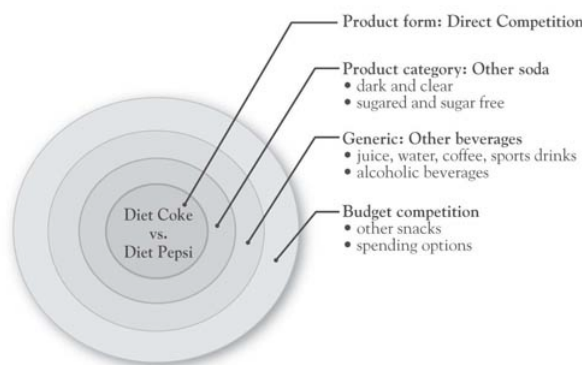 Product form: Direct Competition
Product category: Other soda
• dark and clear
• sugared and sugar free
Generic: Other beverages
• juice, water, coffee, sports drinks
• alcoholic beverages
Budget competition
• other snacks
• spending options
Diet Coke
vs.
Diet Pepsi